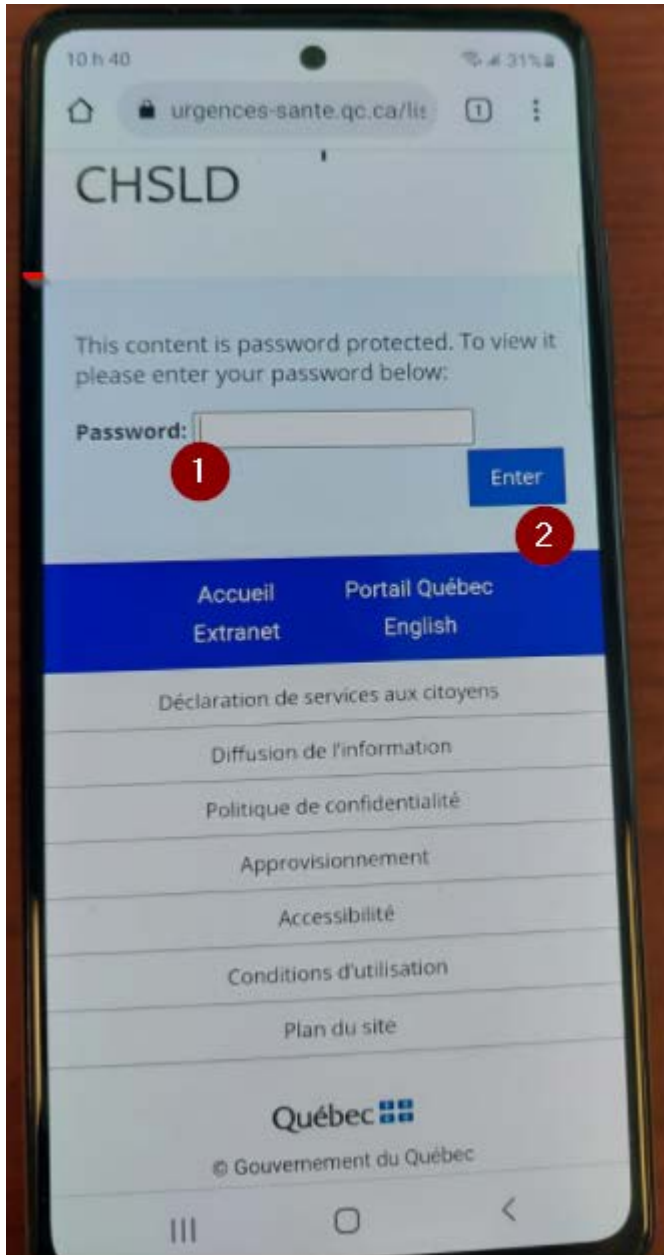 10 h 40 31%
urgences-sante.qc.ca/lis 1
CHSLD
This content is password protected. To view it
please enter your password below:
Password:
1
Enter
2
Accueil Portail Québec
Extranet English
Déclaration de services aux citoyens
Diffusion de l'information
Politique de confidentialité
Approvisionnement
Accessibilité
Conditions d'utilisation
Plan du site
Québec
© Gouvernement du Québec